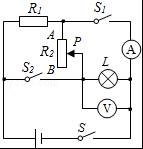 R₁ S₁
A
R₂ P A
S₂ B L
V
S